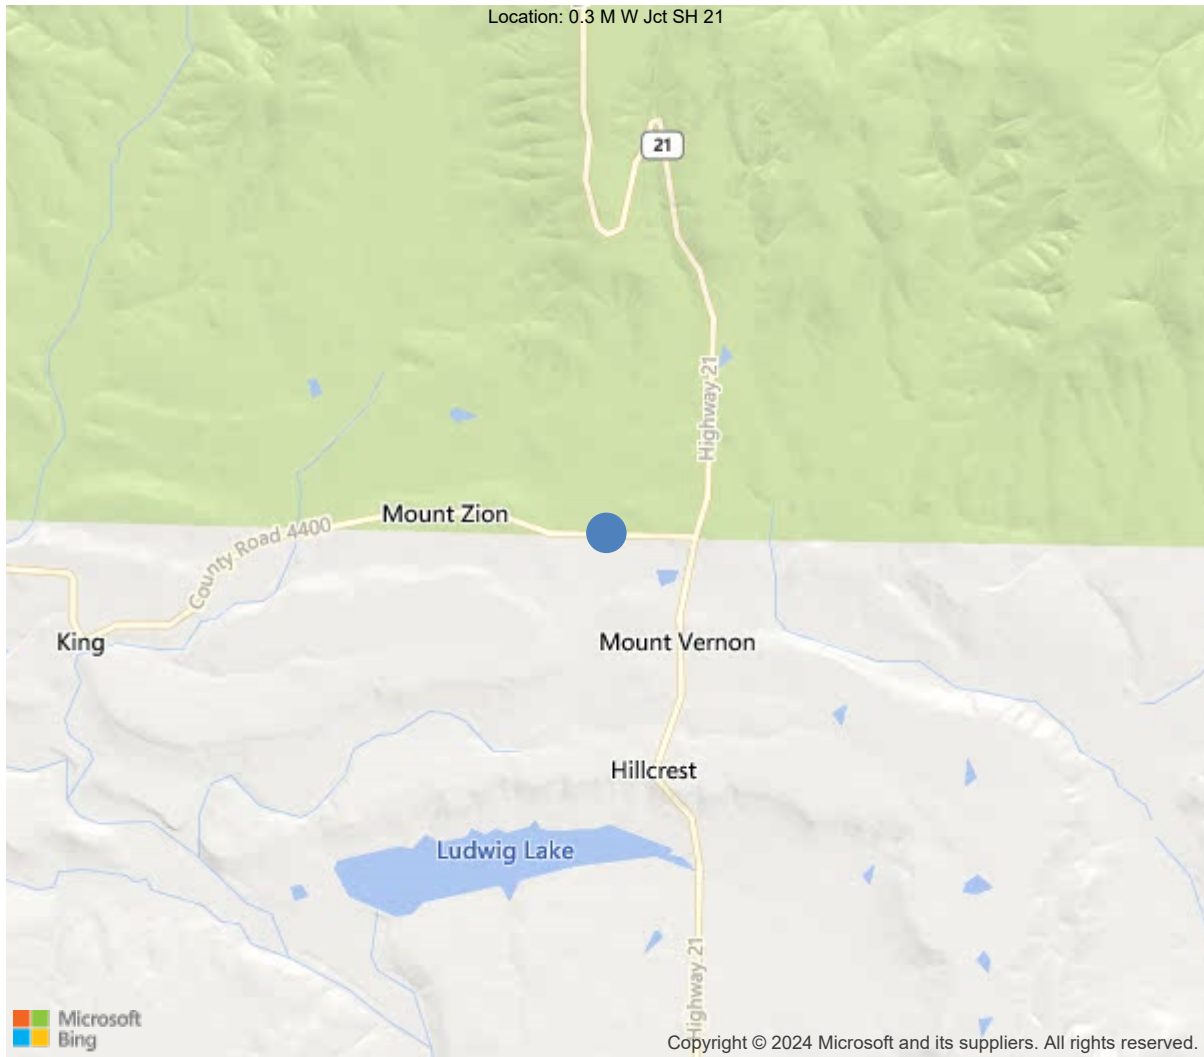 Location: 0.3 M W Jct SH 21
21
Highway 21
Mount Zion
County Road 4400
King
Mount Vernon
Hillcrest
Ludwig Lake
Highway 21
Microsoft
Bing
Copyright © 2024 Microsoft and its suppliers. All rights reserved.